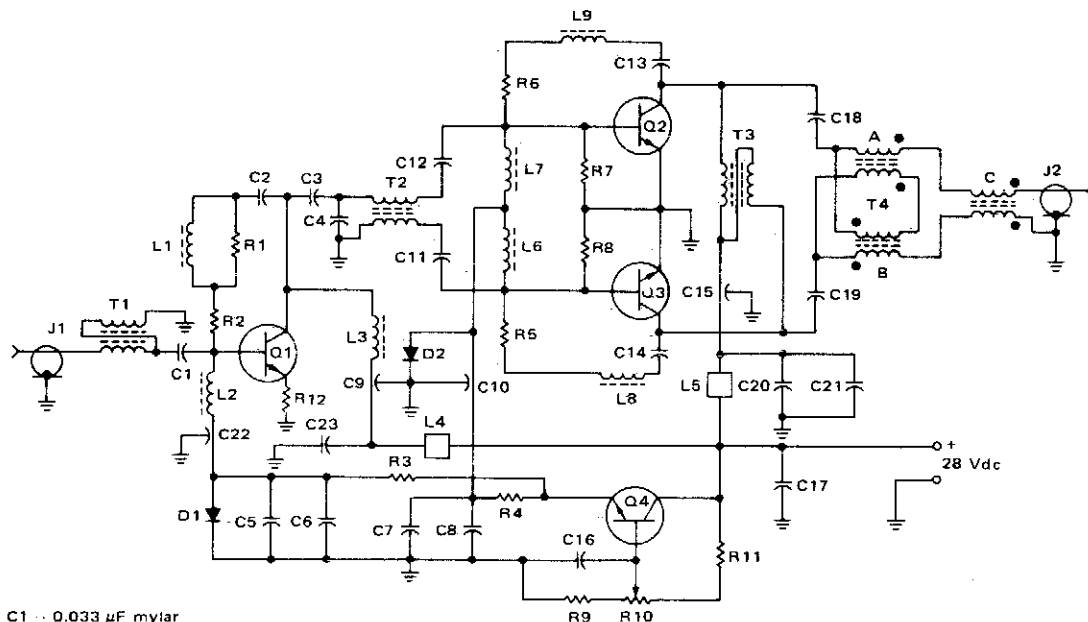 L9
C13
R6
Q2
C18
A
J2
C2
C3
C12
T2
L7
R7
T3
C
C4
T4
L1
R1
L6
R8
C11
B
T1
J1
R2
L3
Q3
C15
C19
C1
Q1
D2
R5
C14
L2
C9
C10
L8
L5
C20
C21
R12
C22
C23
L4
+
28 Vdc
R3
Q4
C17
D1
C5
C6
C7
C8
R4
C16
R11
R9
R10
C1 -- 0.033 µF mylar